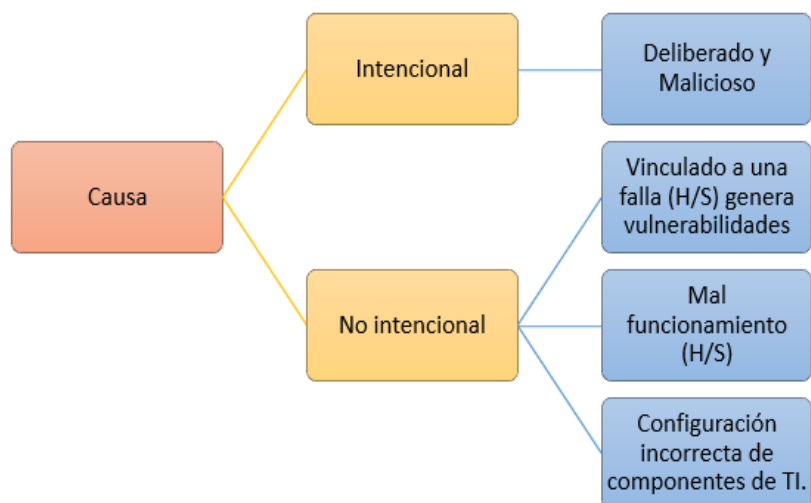 Causa
Intencional
Deliberado y
Malicioso
No intencional
Vinculado a una
falla (H/S) genera
vulnerabilidades
Mal
funcionamiento
(H/S)
Configuración
incorrecta de
componentes de TI.